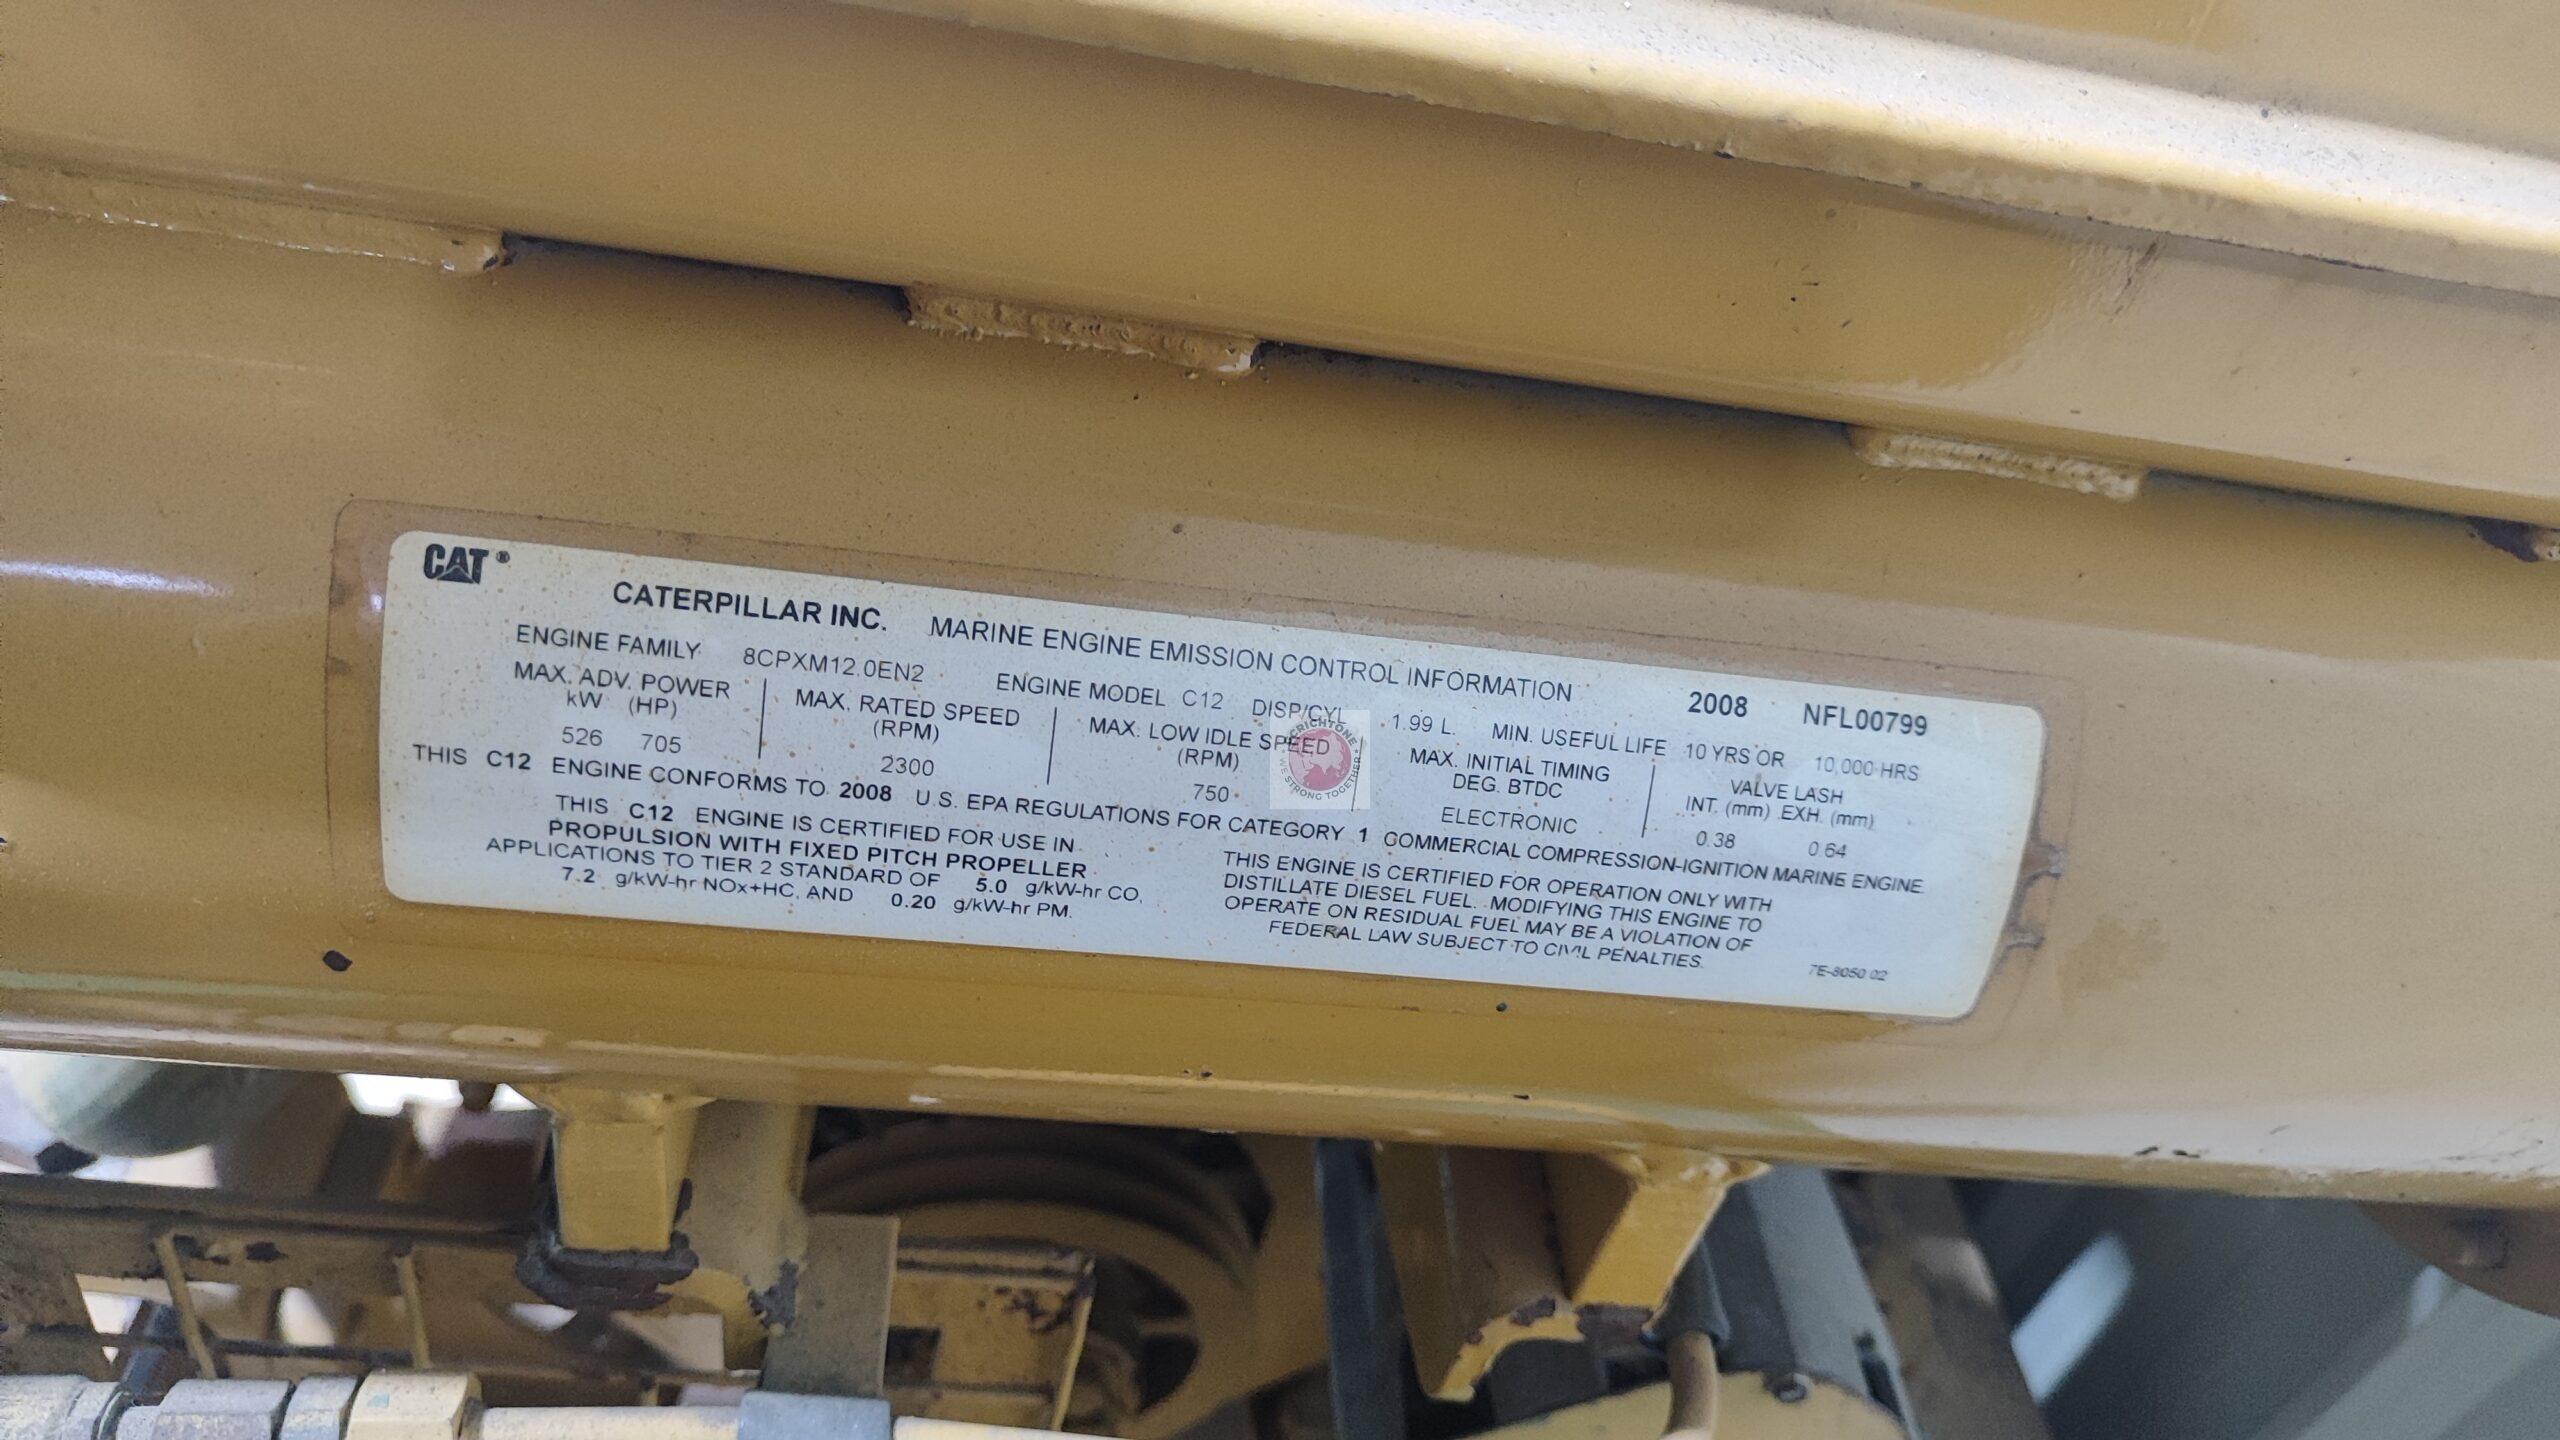 CAT®
CATERPILLAR INC. MARINE ENGINE EMISSION CONTROL INFORMATION 2008 NFL00799
ENGINE FAMILY 8CPXM12.0EN2 ENGINE MODEL C12 DISP/CYL 1.99 L. MIN. USEFUL LIFE 10 YRS OR 10,000 HRS
MAX. ADV. POWER MAX. RATED SPEED MAX. LOW IDLE SPEED MAX. INITIAL TIMING VALVE LASH
kW (HP) (RPM) (RPM) DEG. BTDC INT. (mm) EXH. (mm)
526 705 2300 750 ELECTRONIC 0.38 0.64
THIS C12 ENGINE CONFORMS TO 2008 U.S. EPA REGULATIONS FOR CATEGORY 1 COMMERCIAL COMPRESSION-IGNITION MARINE ENGINE.
THIS C12 ENGINE IS CERTIFIED FOR USE IN
PROPULSION WITH FIXED PITCH PROPELLER
APPLICATIONS TO TIER 2 STANDARD OF 5.0 g/kW-hr CO,
7.2 g/kW-hr NOx+HC, AND 0.20 g/kW-hr PM.
THIS ENGINE IS CERTIFIED FOR OPERATION ONLY WITH
DISTILLATE DIESEL FUEL. MODIFYING THIS ENGINE TO
OPERATE ON RESIDUAL FUEL MAY BE A VIOLATION OF
FEDERAL LAW SUBJECT TO CIVIL PENALTIES.
7E-8050 02
RICHTONE
WE STRONG TOGETHER